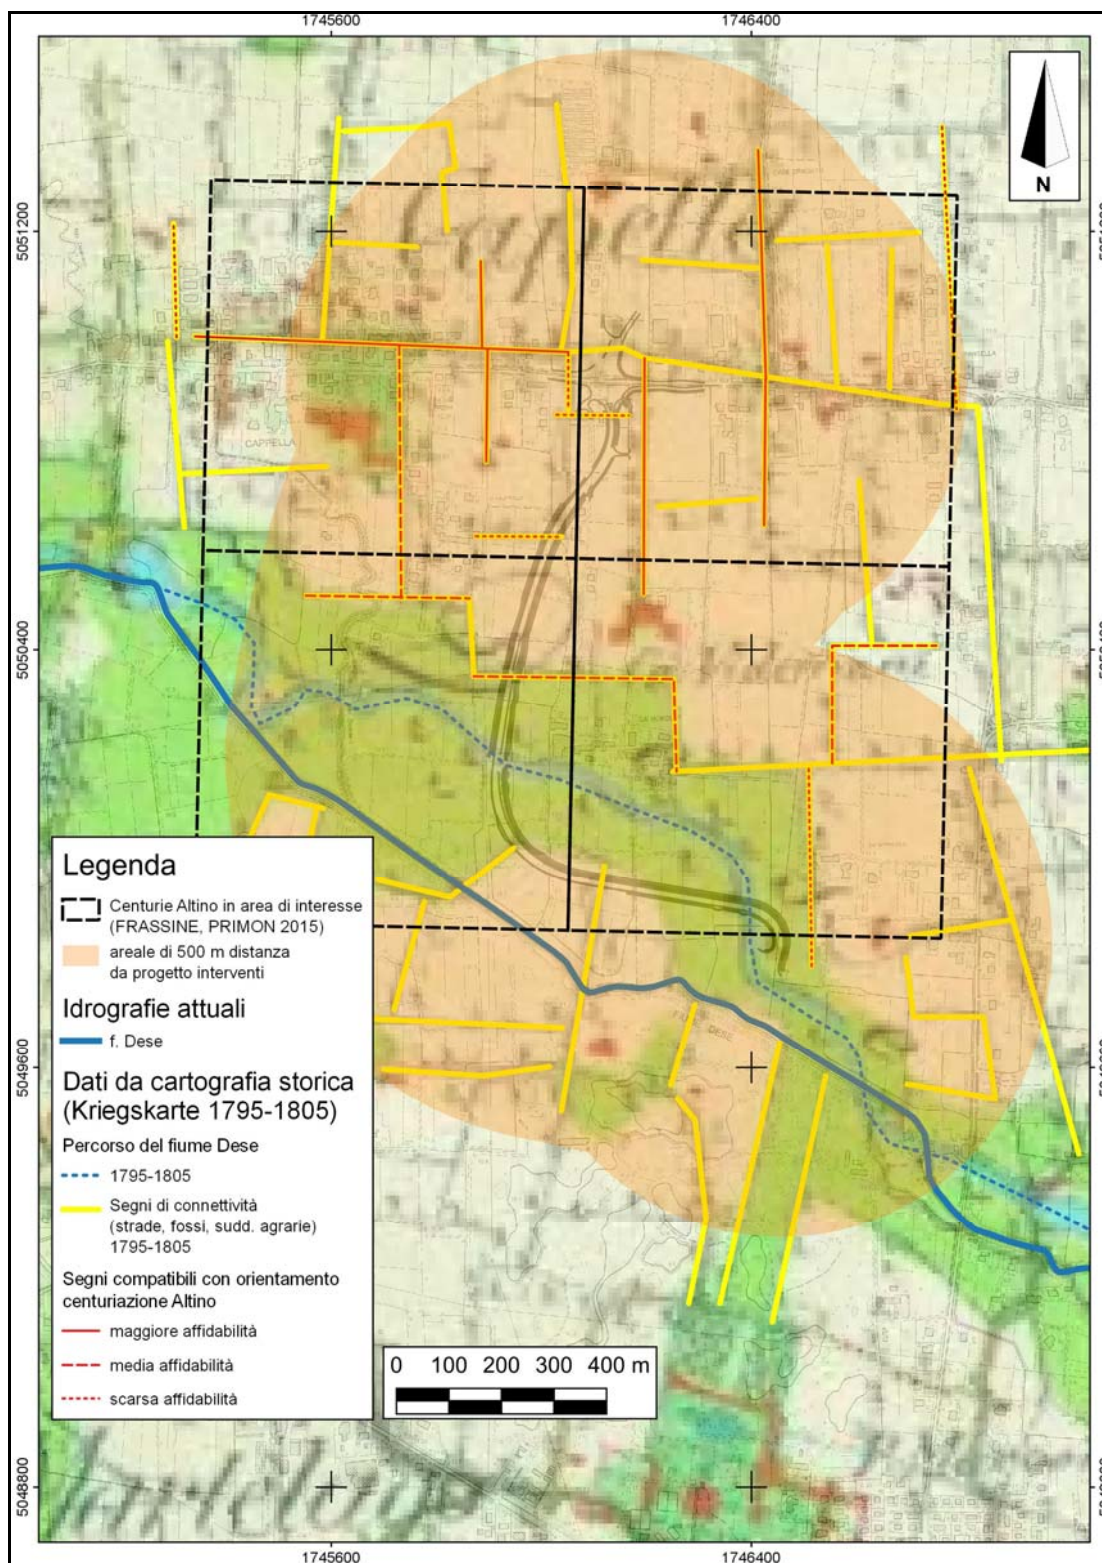 1745600
1746400
N
5051200
Capella
CAPPELLA
5050400
Legenda
Centurie Altino in area di interesse
(FRASSINE, PRIMON 2015)
areale di 500 m distanza
da progetto interventi
Idrografie attuali
f. Dese
Dati da cartografia storica
(Kriegskarte 1795-1805)
Percorso del fiume Dese
1795-1805
Segni di connettività
(strade, fossi, sudd. agrarie)
1795-1805
Segni compatibili con orientamento
centuriazione Altino
maggiore affidabilità
media affidabilità
scarsa affidabilità
DESE
5049600
0 100 200 300 400 m
5048800
1745600
1746400